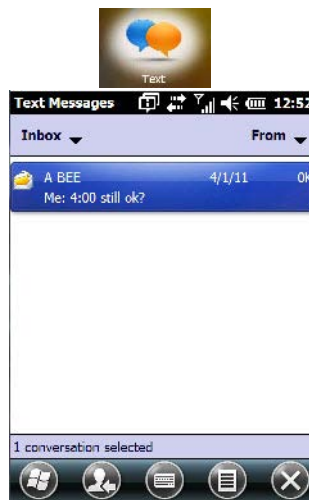 Text
Text Messages 12:52
Inbox From
A BEE 4/1/11 0K
Me: 4:00 still ok?
1 conversation selected